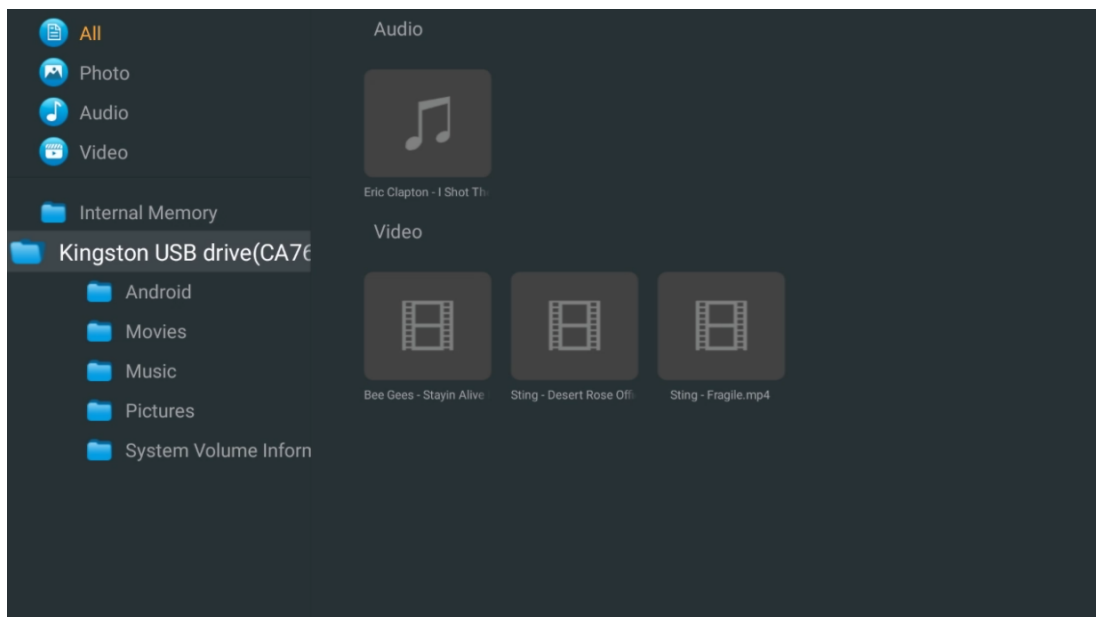 All
Photo
Audio
Video
Internal Memory
Kingston USB drive(CA76
Android
Movies
Music
Pictures
System Volume Inform
Audio
Eric Clapton - I Shot Th
Video
Bee Gees - Stayin Alive
Sting - Desert Rose Offi
Sting - Fragile.mp4